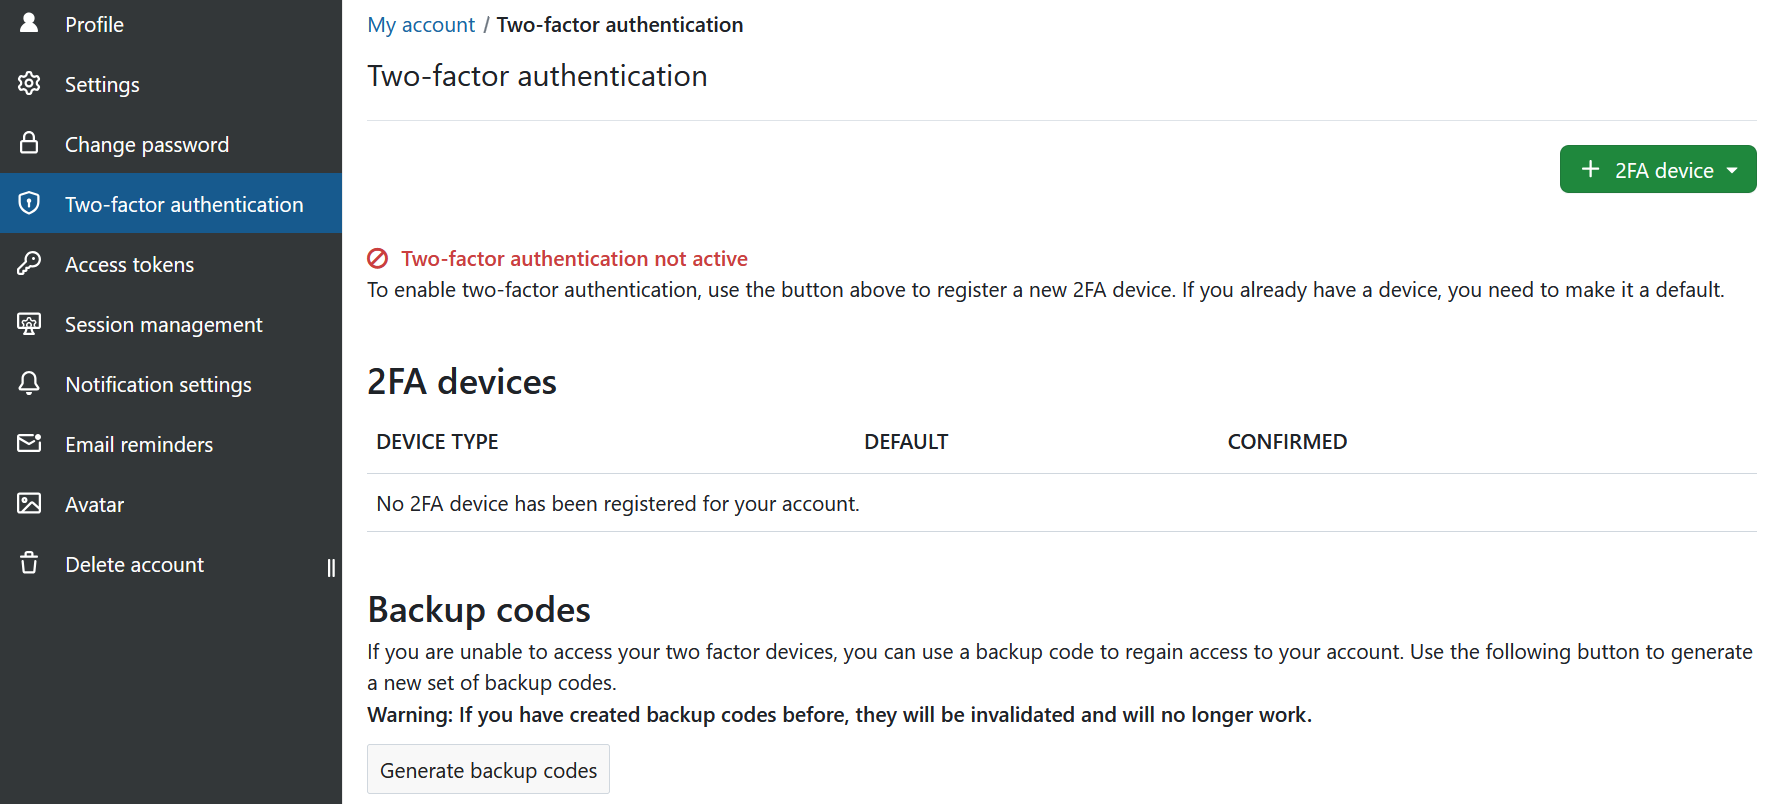 Profile
Settings
Change password
Two-factor authentication
Access tokens
Session management
Notification settings
Email reminders
Avatar
Delete account
My account / Two-factor authentication
Two-factor authentication
+ 2FA device
Two-factor authentication not active
To enable two-factor authentication, use the button above to register a new 2FA device. If you already have a device, you need to make it a default.
2FA devices
DEVICE TYPE DEFAULT CONFIRMED
No 2FA device has been registered for your account.
Backup codes
If you are unable to access your two factor devices, you can use a backup code to regain access to your account. Use the following button to generate
a new set of backup codes.
Warning: If you have created backup codes before, they will be invalidated and will no longer work.
Generate backup codes